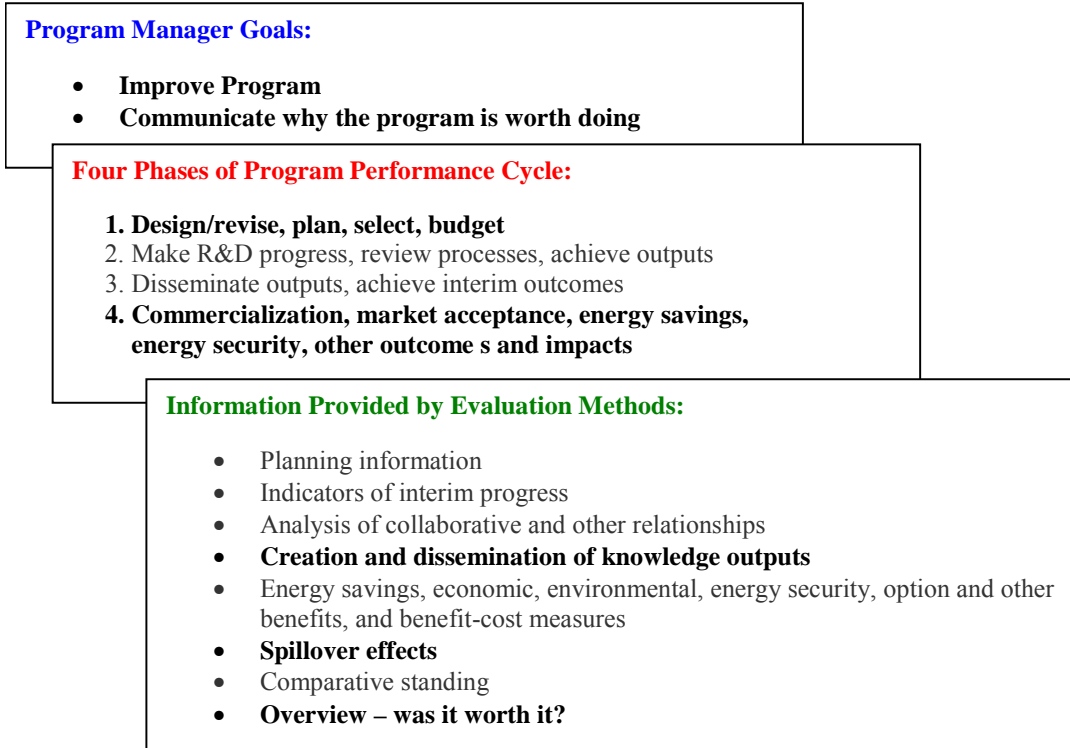 Program Manager Goals:
• Improve Program
• Communicate why the program is worth doing
Four Phases of Program Performance Cycle:
1. Design/revise, plan, select, budget
2. Make R&D progress, review processes, achieve outputs
3. Disseminate outputs, achieve interim outcomes
4. Commercialization, market acceptance, energy savings,
energy security, other outcome s and impacts
Information Provided by Evaluation Methods:
• Planning information
• Indicators of interim progress
• Analysis of collaborative and other relationships
• Creation and dissemination of knowledge outputs
• Energy savings, economic, environmental, energy security, option and other
benefits, and benefit-cost measures
• Spillover effects
• Comparative standing
• Overview – was it worth it?